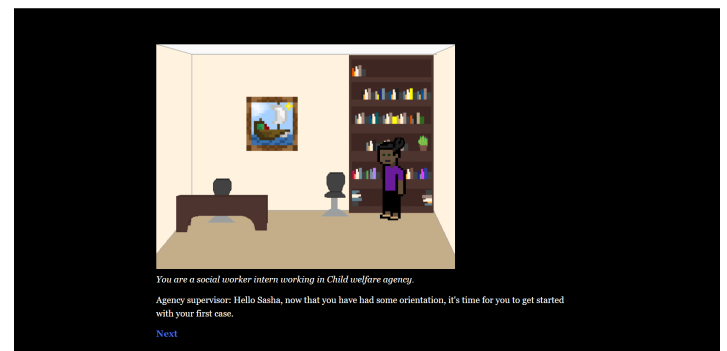 You are a social worker intern working in Child welfare agency.
Agency supervisor: Hello Sasha, now that you have had some orientation, it's time for you to get started
with your first case.
Next